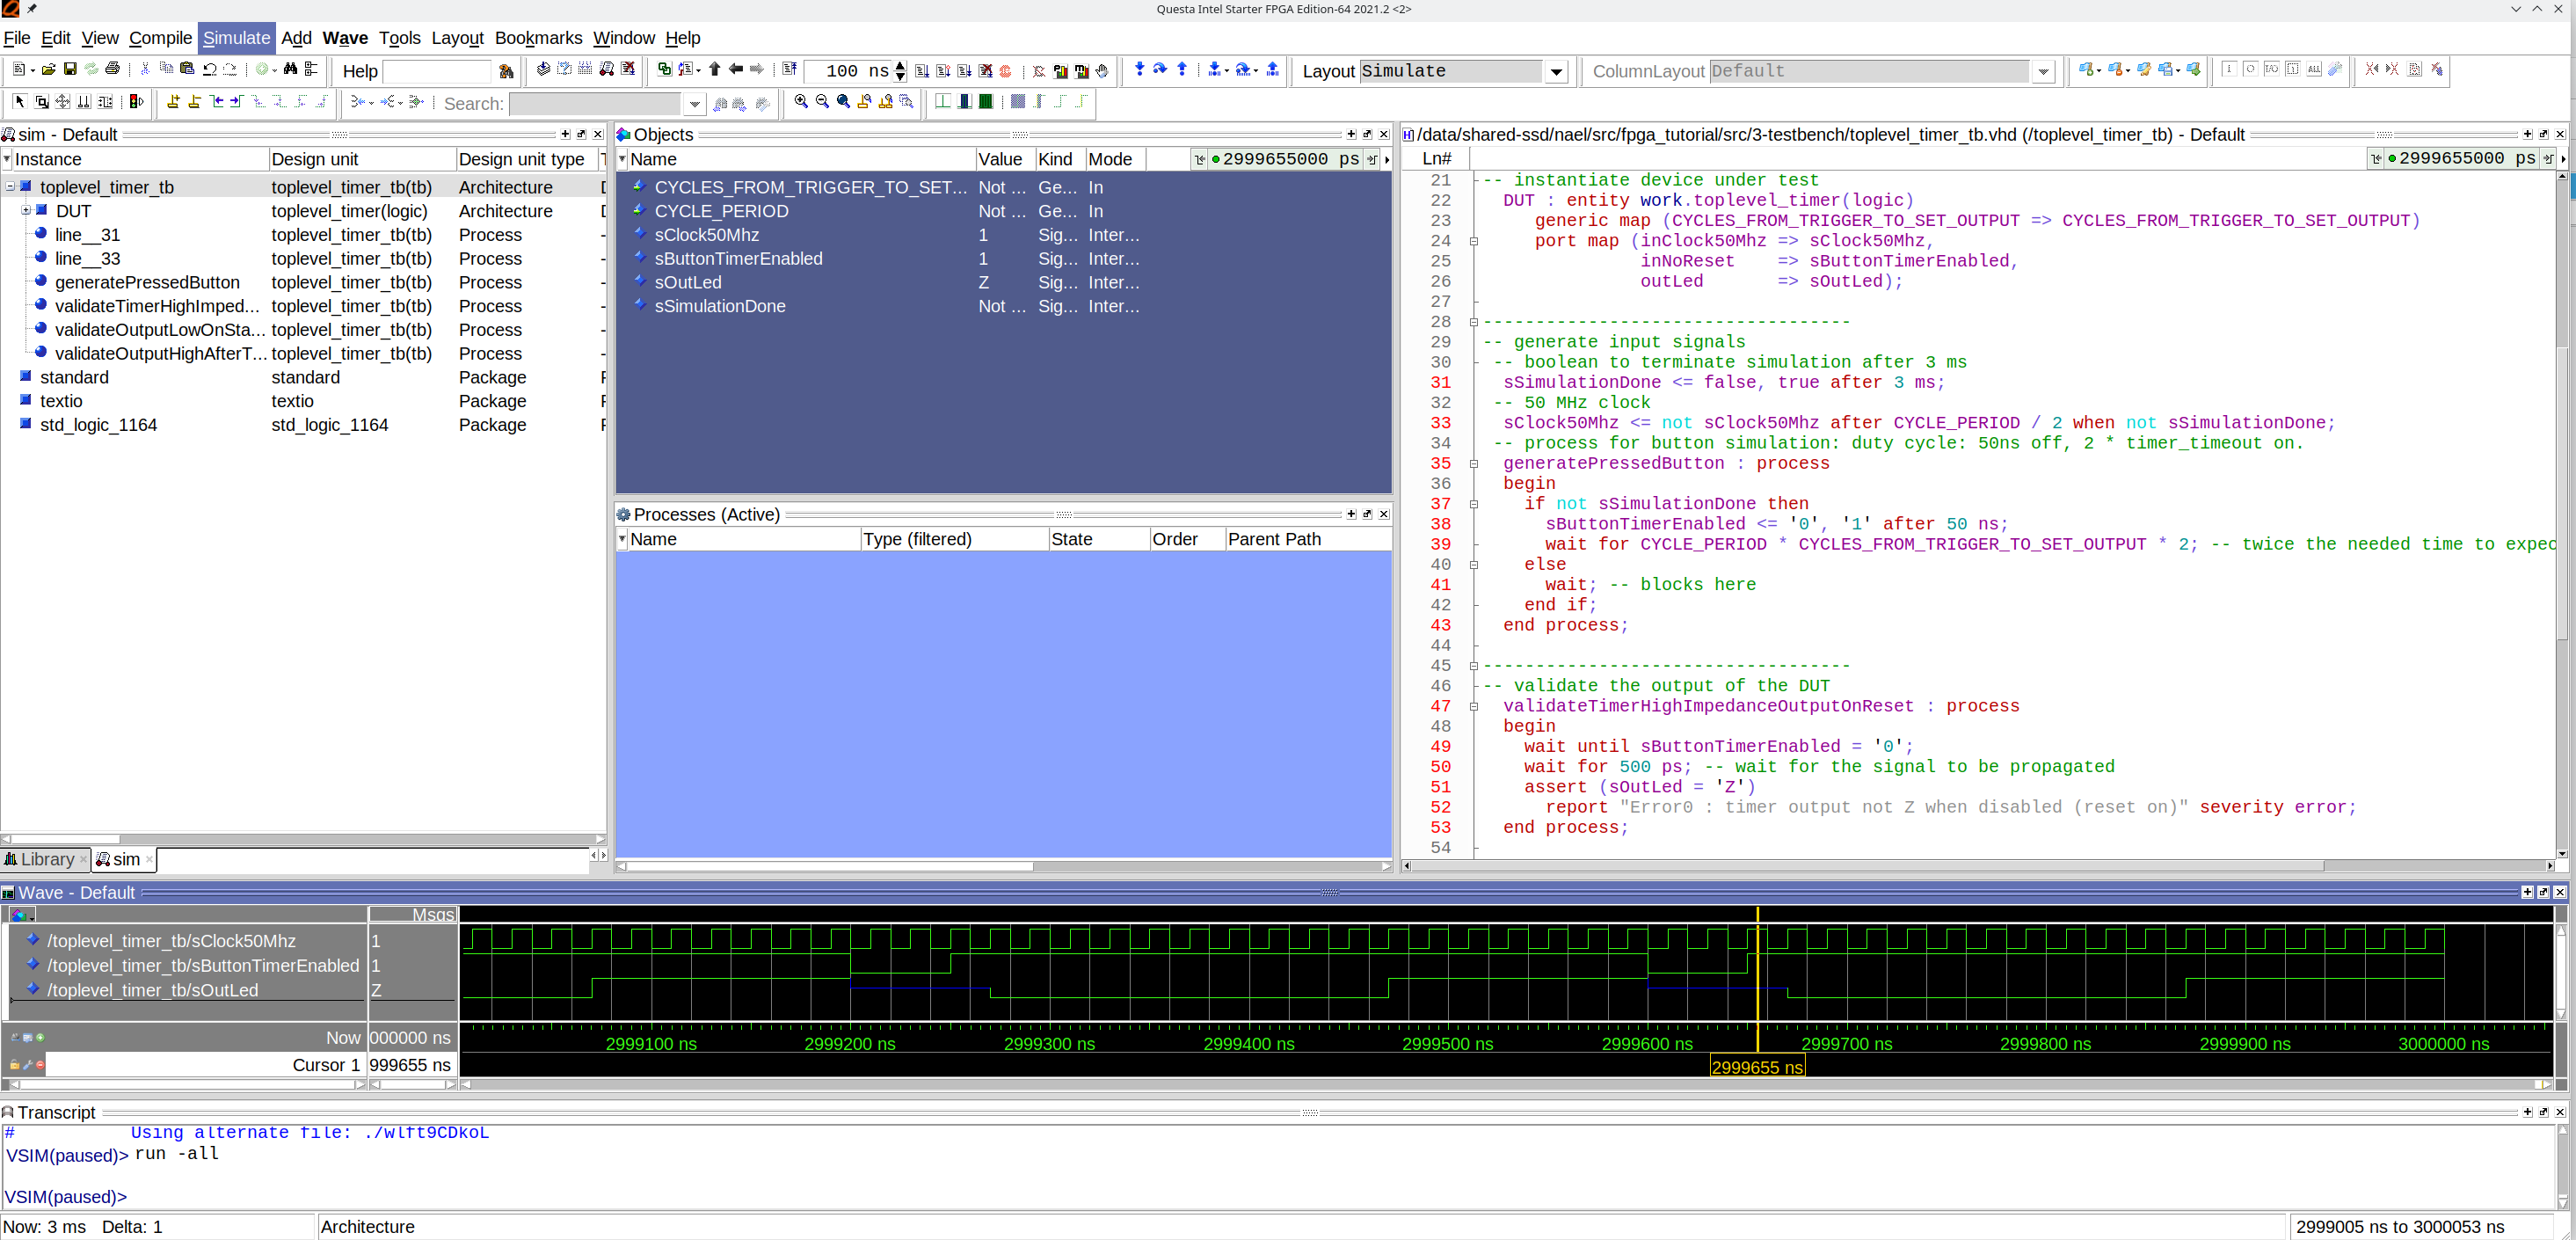 Questa Intel Starter FPGA Edition-64 2021.2 <2>
File Edit View Compile Simulate Add Wave Tools Layout Bookmarks Window Help
Help 100 ns Layout Simulate ColumnLayout Default
Search:
sim - Default
Instance Design unit Design unit type
toplevel_timer_tb toplevel_timer_tb(tb) Architecture
DUT toplevel_timer(logic) Architecture
line__31 toplevel_timer_tb(tb) Process
line__33 toplevel_timer_tb(tb) Process
generatePressedButton toplevel_timer_tb(tb) Process
validateTimerHighImped... toplevel_timer_tb(tb) Process
validateOutputLowOnSta... toplevel_timer_tb(tb) Process
validateOutputHighAfterT... toplevel_timer_tb(tb) Process
standard standard Package
textio textio Package
std_logic_1164 std_logic_1164 Package
Library sim
Objects
Name Value Kind Mode 2999655000 ps
CYCLES_FROM_TRIGGER_TO_SET... Not ... Ge... In
CYCLE_PERIOD Not ... Ge... In
sClock50Mhz 1 Sig... Inter...
sButtonTimerEnabled 1 Sig... Inter...
sOutLed Z Sig... Inter...
sSimulationDone Not ... Sig... Inter...
Processes (Active)
Name Type (filtered) State Order Parent Path
/data/shared-ssd/nael/src/fpga_tutorial/src/3-testbench/toplevel_timer_tb.vhd (/toplevel_timer_tb) - Default
Ln# 2999655000 ps
21 -- instantiate device under test
22 DUT : entity work.toplevel_timer(logic)
23 generic map (CYCLES_FROM_TRIGGER_TO_SET_OUTPUT => CYCLES_FROM_TRIGGER_TO_SET_OUTPUT)
24 port map (inClock50Mhz => sClock50Mhz,
25 inNoReset => sButtonTimerEnabled,
26 outLed => sOutLed);
27
28 -----------------------------------
29 -- generate input signals
30 -- boolean to terminate simulation after 3 ms
31 sSimulationDone <= false, true after 3 ms;
32 -- 50 MHz clock
33 sClock50Mhz <= not sClock50Mhz after CYCLE_PERIOD / 2 when not sSimulationDone;
34 -- process for button simulation: duty cycle: 50ns off, 2 * timer_timeout on.
35 generatePressedButton : process
36 begin
37 if not sSimulationDone then
38 sButtonTimerEnabled <= '0', '1' after 50 ns;
39 wait for CYCLE_PERIOD * CYCLES_FROM_TRIGGER_TO_SET_OUTPUT * 2; -- twice the needed time to expec
40 else
41 wait; -- blocks here
42 end if;
43 end process;
44
45 -----------------------------------
46 -- validate the output of the DUT
47 validateTimerHighImpedanceOutputOnReset : process
48 begin
49 wait until sButtonTimerEnabled = '0';
50 wait for 500 ps; -- wait for the signal to be propagated
51 assert (sOutLed = 'Z')
52 report "Error0 : timer output not Z when disabled (reset on)" severity error;
53 end process;
54
Wave - Default
Msgs
/toplevel_timer_tb/sClock50Mhz 1
/toplevel_timer_tb/sButtonTimerEnabled 1
/toplevel_timer_tb/sOutLed Z
Now 000000 ns 2999100 ns 2999200 ns 2999300 ns 2999400 ns 2999500 ns 2999600 ns 2999700 ns 2999800 ns 2999900 ns 3000000 ns
Cursor 1 999655 ns 2999655 ns
Transcript
# Using alternate file: ./wlft9CDkoL
VSIM(paused)> run -all
VSIM(paused)>
Now: 3 ms Delta: 1 Architecture 2999005 ns to 3000053 ns